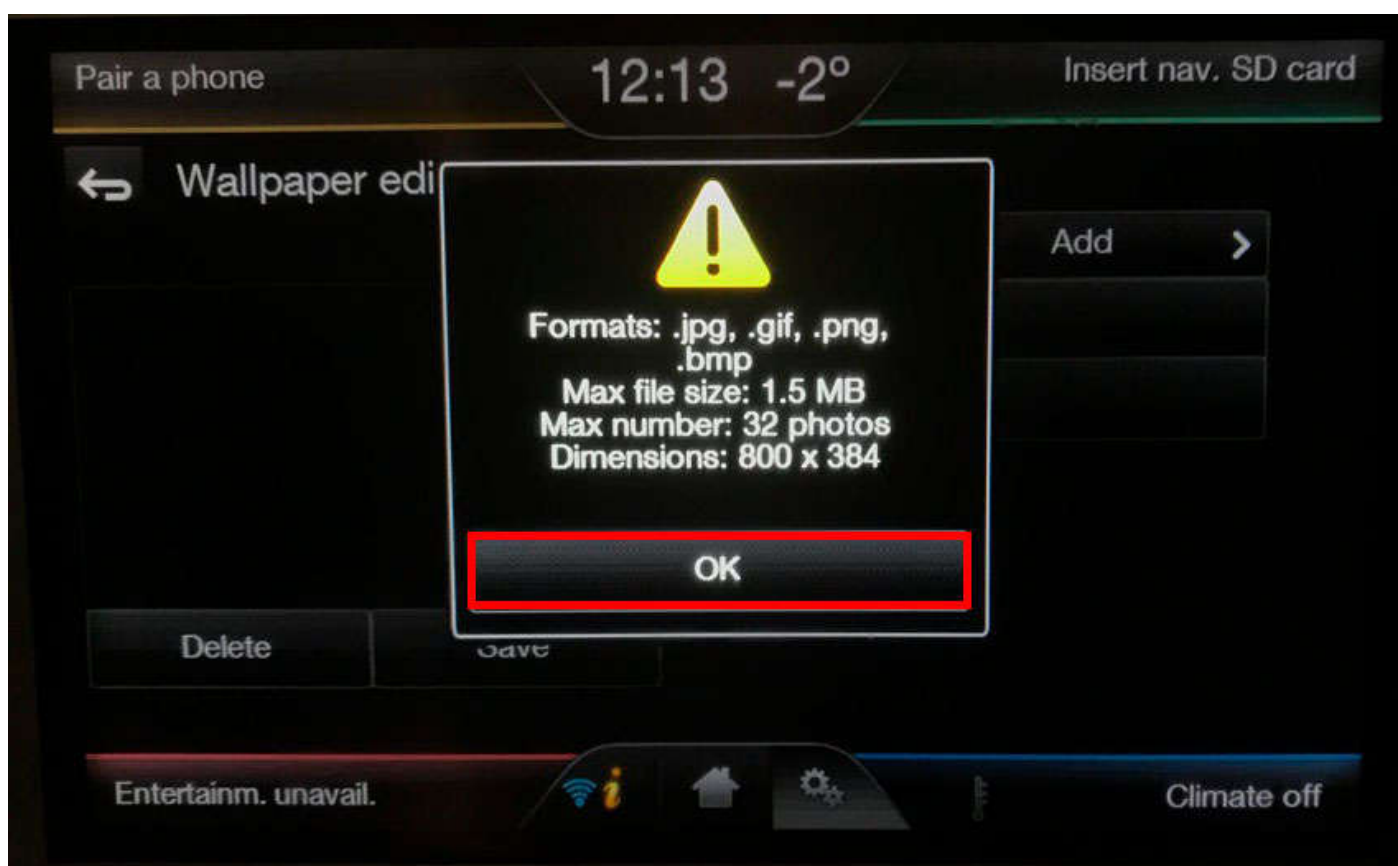 Pair a phone
12:13 -2°
Insert nav. SD card
Wallpaper edi
Add
Formats: .jpg, .gif, .png,
.bmp
Max file size: 1.5 MB
Max number: 32 photos
Dimensions: 800 x 384
OK
Delete
Save
Entertainm. unavail.
i
Climate off